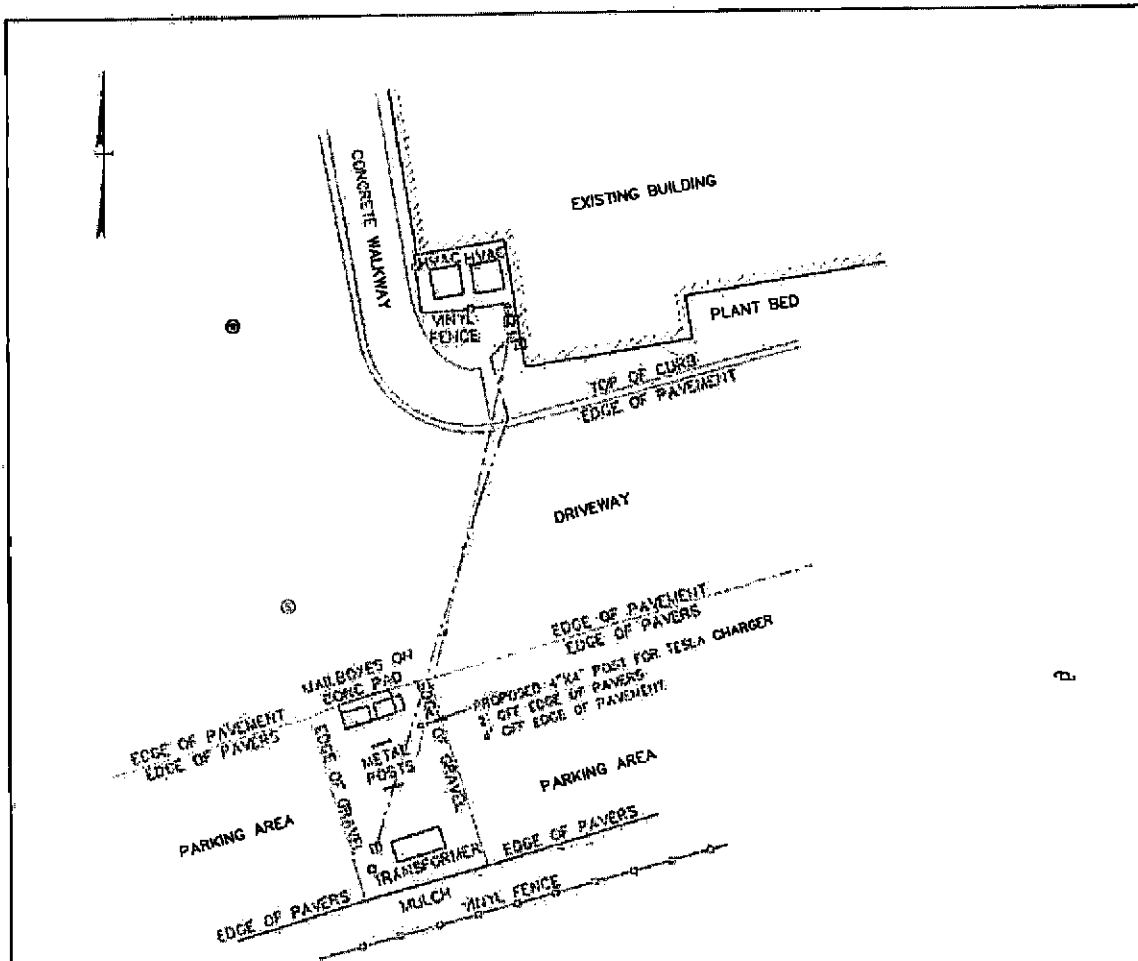 CONCRETE WALKWAY
EXISTING BUILDING
HVAC HVAC
VINYL
FENCE
PLANT BED
TOP OF CURB
EDGE OF PAVEMENT
DRIVEWAY
EDGE OF PAVEMENT
EDGE OF PAVERS
MAILBOXES ON
CONC PAD
PROPOSED 4"X4" POST FOR TESLA CHARGER
OFF EDGE OF PAVERS
OFF EDGE OF PAVEMENT
EDGE OF PAVEMENT
EDGE OF PAVERS
METAL
POSTS
EDGE OF GRAVEL
EDGE OF GRAVEL
PARKING AREA
PARKING AREA
TRANSFORMER
EDGE OF PAVERS
EDGE OF PAVERS
MULCH
VINYL FENCE